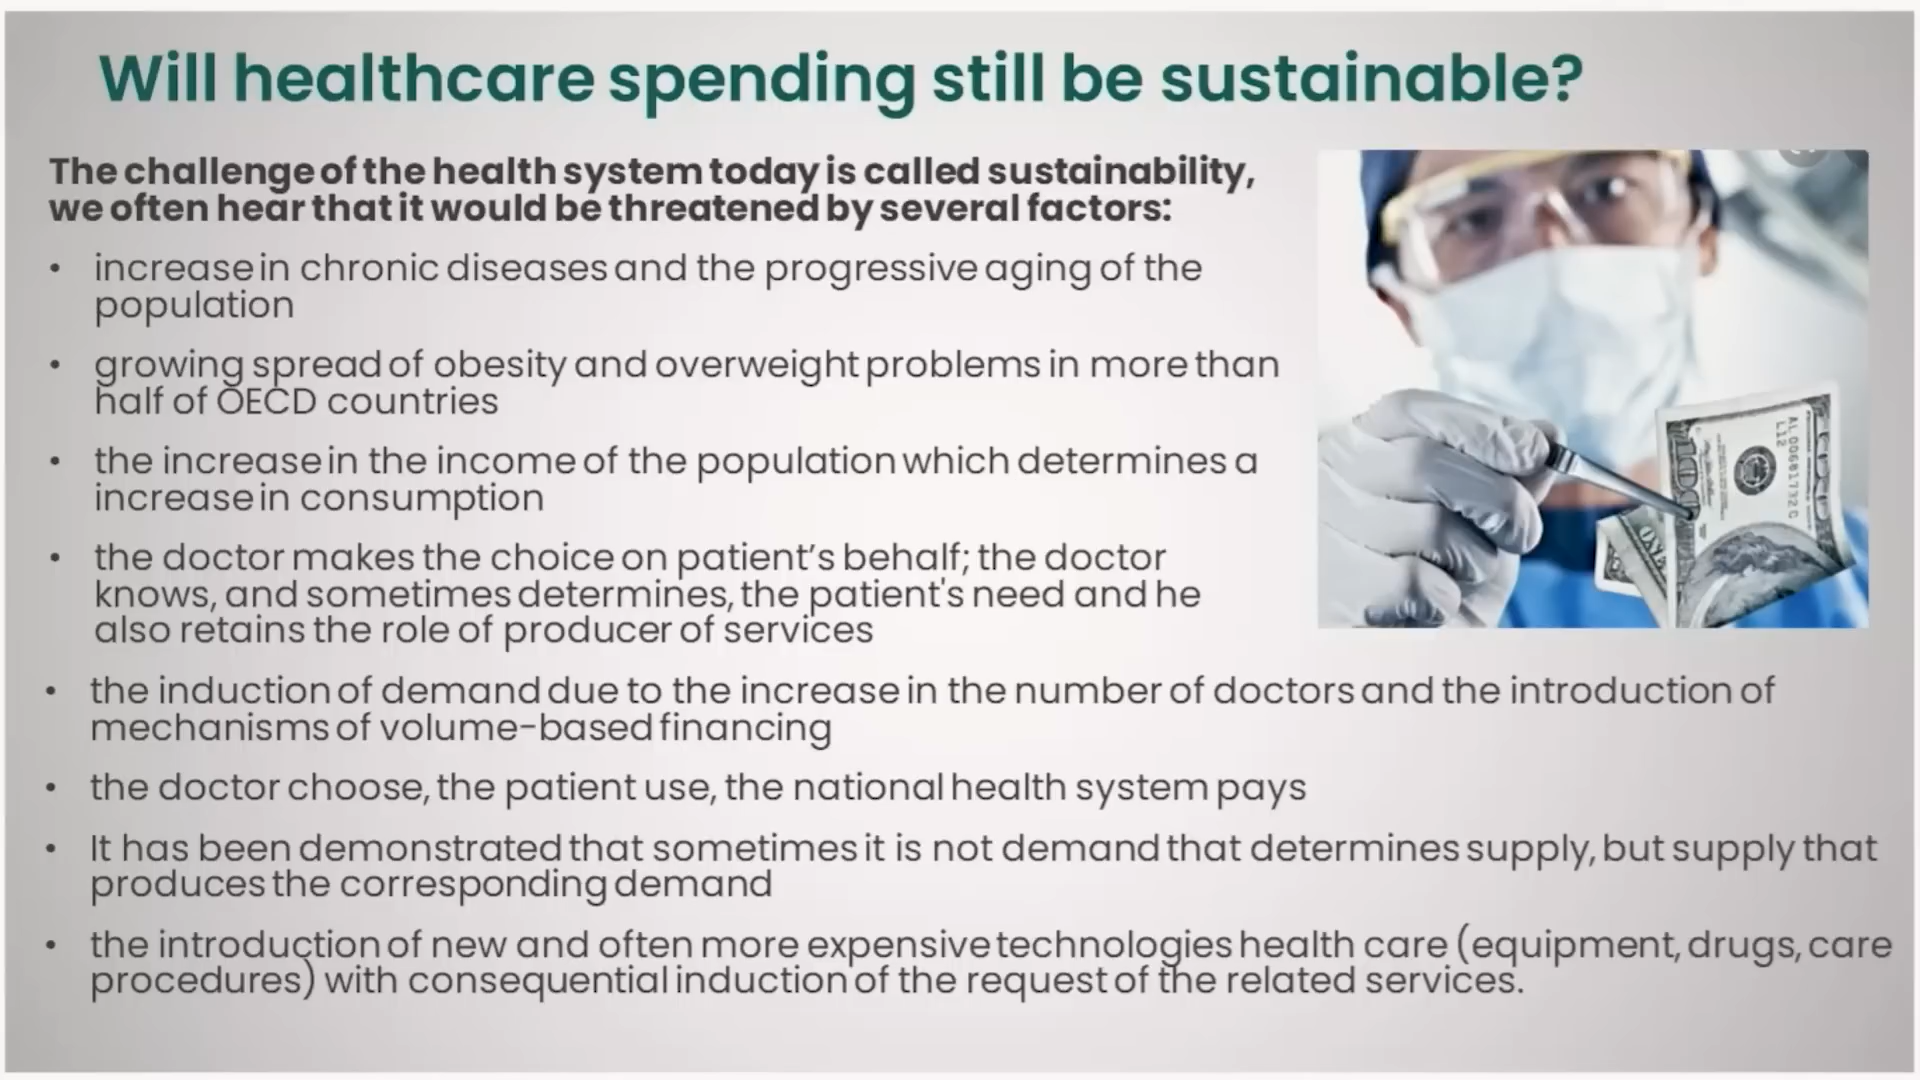 Will healthcare spending still be sustainable?
The challenge of the health system today is called sustainability,
we often hear that it would be threatened by several factors:
• increase in chronic diseases and the progressive aging of the
population
• growing spread of obesity and overweight problems in more than
half of OECD countries
• the increase in the income of the population which determines a
increase in consumption
• the doctor makes the choice on patient’s behalf; the doctor
knows, and sometimes determines, the patient's need and he
also retains the role of producer of services
• the induction of demand due to the increase in the number of doctors and the introduction of
mechanisms of volume-based financing
• the doctor choose, the patient use, the national health system pays
• It has been demonstrated that sometimes it is not demand that determines supply, but supply that
produces the corresponding demand
• the introduction of new and often more expensive technologies health care (equipment, drugs, care
procedures) with consequential induction of the request of the related services.
100